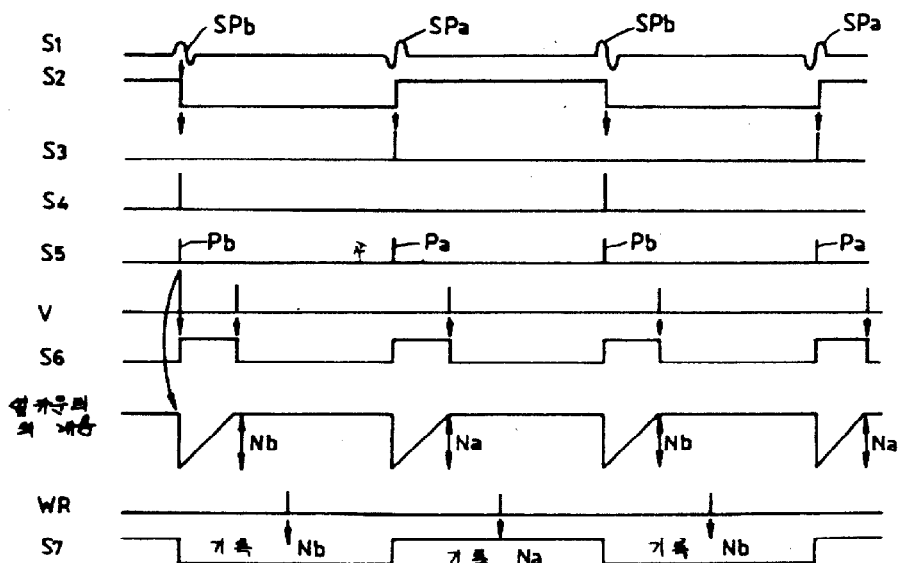 SPb SPa SPb SPa
S1
S2
S3
S4
S5 Pb Pa Pb Pa
V
S6
Nb Na Nb Na
WR
S7 기록 Nb 기록 Na 기록 Nb